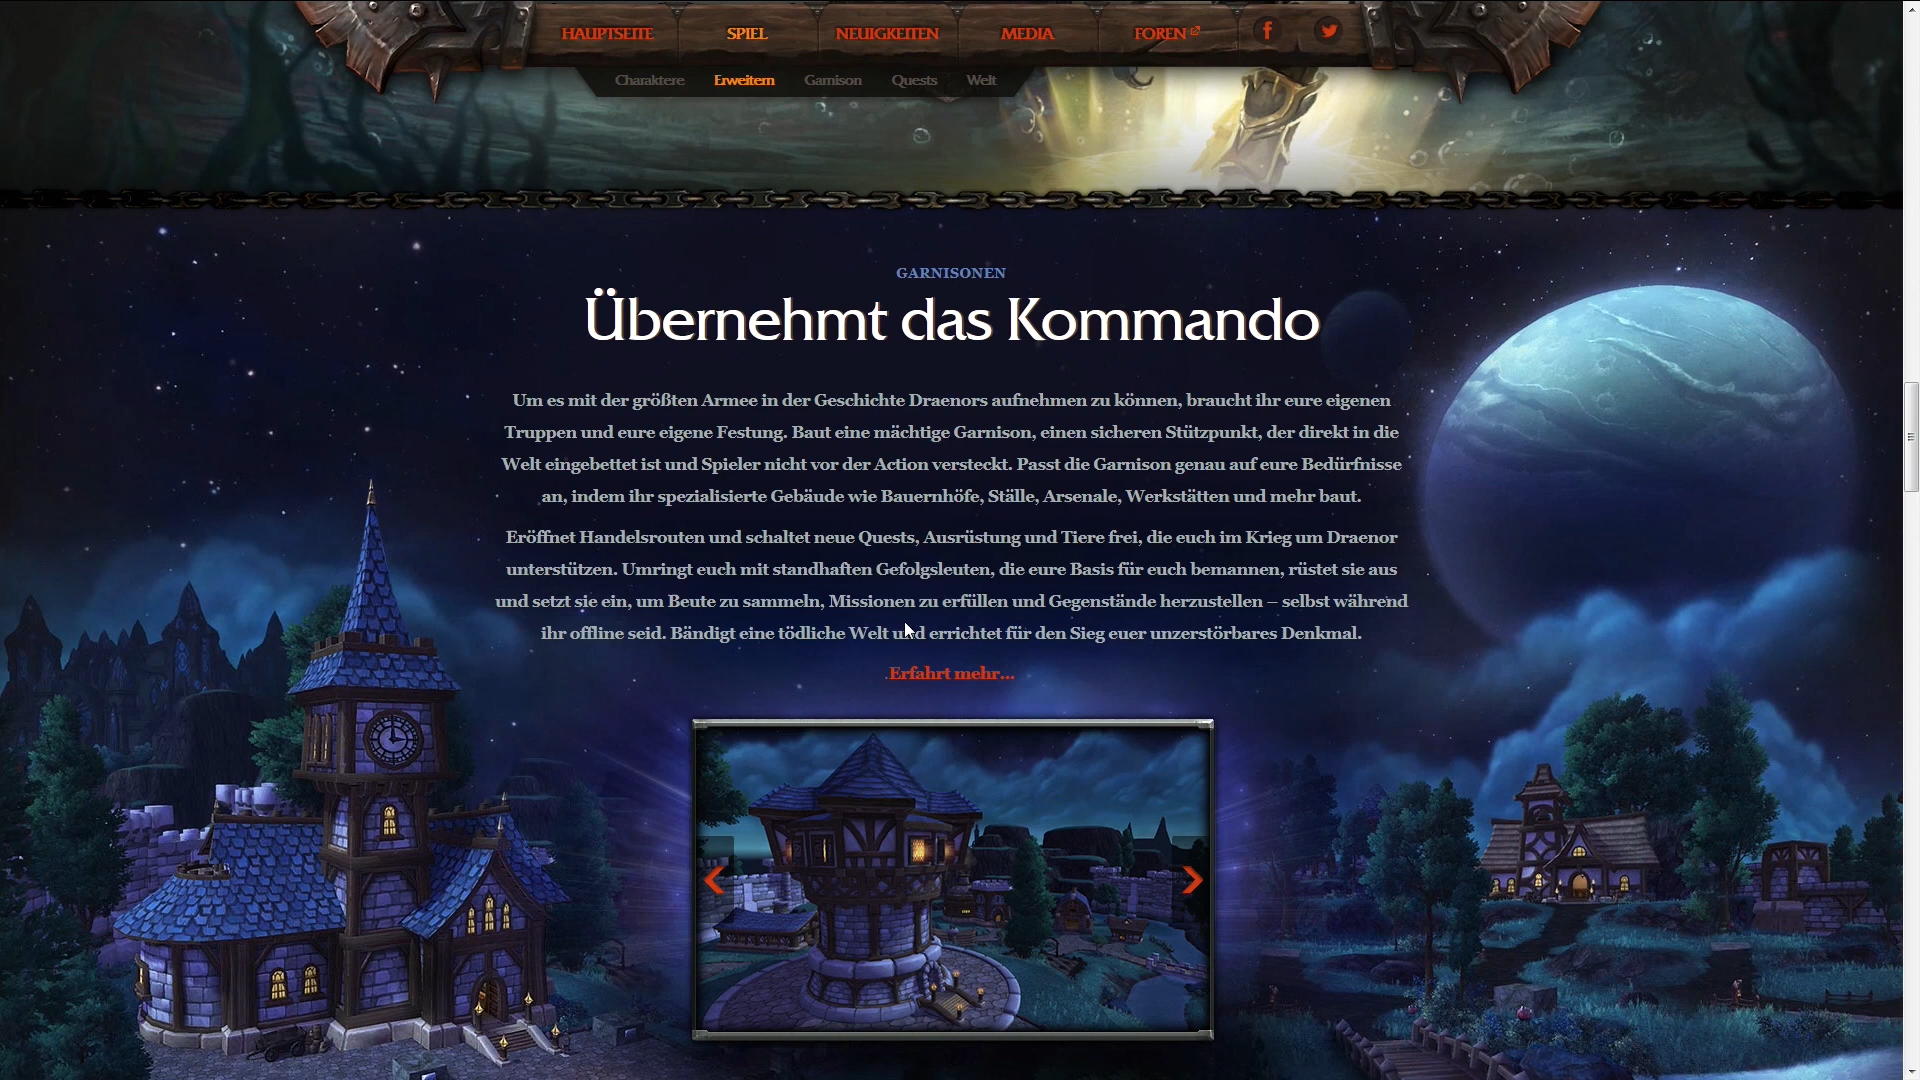 HAUPTSEITE SPIEL NEUIGKEITEN MEDIA FOREN
Charaktere Erweitern Garnison Quests Welt
GARNISONEN
Übernehmt das Kommando
Um es mit der größten Armee in der Geschichte Draenors aufnehmen zu können, braucht ihr eure eigenen
Truppen und eure eigene Festung. Baut eine mächtige Garnison, einen sicheren Stützpunkt, der direkt in die
Welt eingebettet ist und Spieler nicht vor der Action versteckt. Passt die Garnison genau auf eure Bedürfnisse
an, indem ihr spezialisierte Gebäude wie Bauernhöfe, Ställe, Arsenale, Werkstätten und mehr baut.
Eröffnet Handelsrouten und schaltet neue Quests, Ausrüstung und Tiere frei, die euch im Krieg um Draenor
unterstützen. Umringt euch mit standhaften Gefolgsleuten, die eure Basis für euch bemannen, rüstet sie aus
und setzt sie ein, um Beute zu sammeln, Missionen zu erfüllen und Gegenstände herzustellen – selbst während
ihr offline seid. Bändigt eine tödliche Welt und errichtet für den Sieg euer unzerstörbares Denkmal.
Erfahrt mehr...